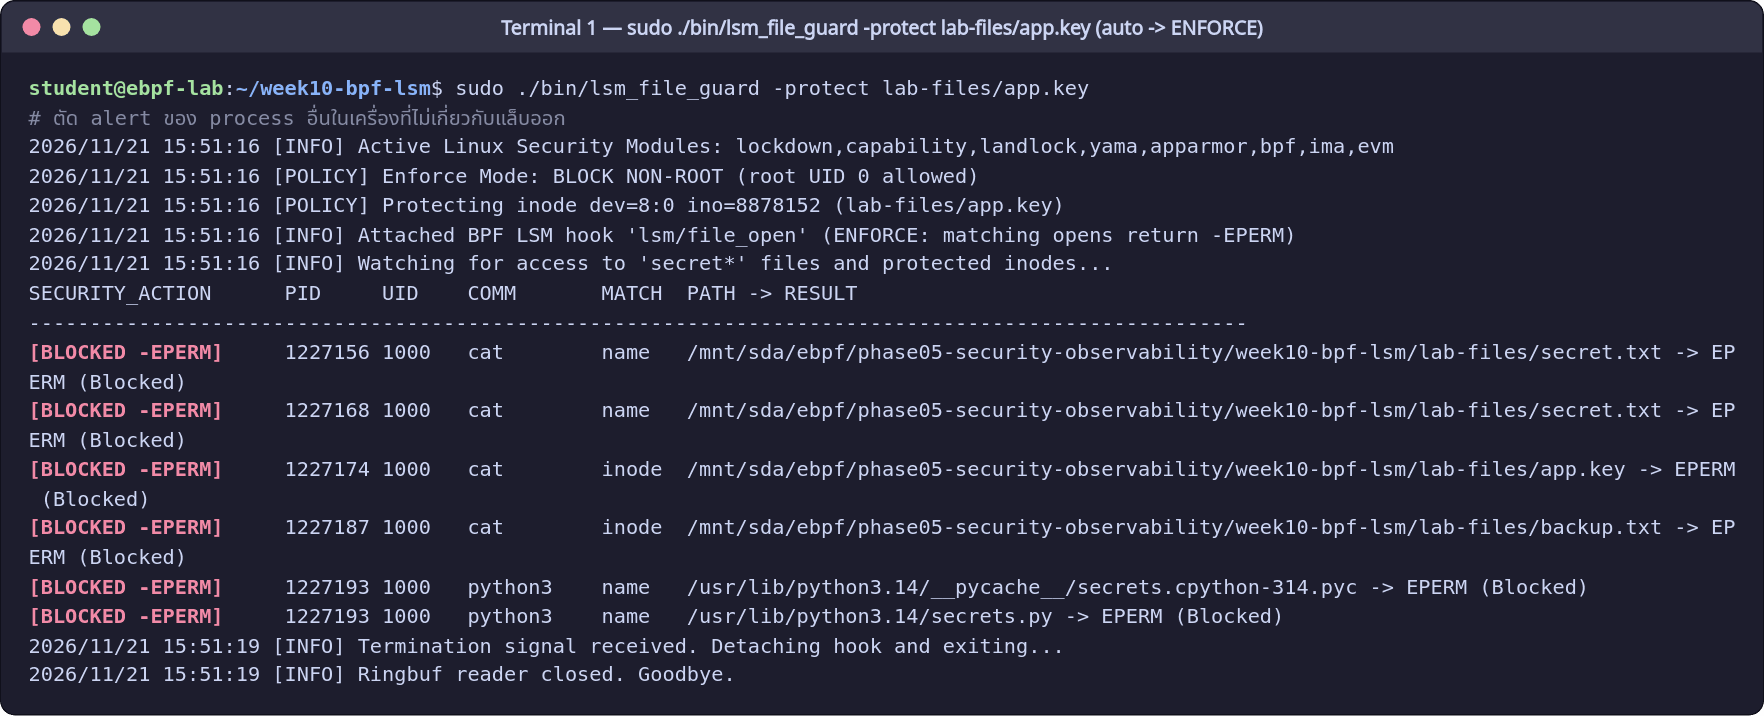 Terminal 1 — sudo ./bin/lsm_file_guard -protect lab-files/app.key (auto -> ENFORCE)
student@ebpf-lab:~/week10-bpf-lsm$ sudo ./bin/lsm_file_guard -protect lab-files/app.key
# ตัด alert ของ process อื่นในเครื่องที่ไม่เกี่ยวกับแล็บออก
2026/11/21 15:51:16 [INFO] Active Linux Security Modules: lockdown,capability,landlock,yama,apparmor,bpf,ima,evm
2026/11/21 15:51:16 [POLICY] Enforce Mode: BLOCK NON-ROOT (root UID 0 allowed)
2026/11/21 15:51:16 [POLICY] Protecting inode dev=8:0 ino=8878152 (lab-files/app.key)
2026/11/21 15:51:16 [INFO] Attached BPF LSM hook 'lsm/file_open' (ENFORCE: matching opens return -EPERM)
2026/11/21 15:51:16 [INFO] Watching for access to 'secret*' files and protected inodes...
SECURITY_ACTION      PID     UID    COMM       MATCH  PATH -> RESULT
----------------------------------------------------------------------------------------------------
[BLOCKED -EPERM]     1227156 1000   cat        name   /mnt/sda/ebpf/phase05-security-observability/week10-bpf-lsm/lab-files/secret.txt -> EP
ERM (Blocked)
[BLOCKED -EPERM]     1227168 1000   cat        name   /mnt/sda/ebpf/phase05-security-observability/week10-bpf-lsm/lab-files/secret.txt -> EP
ERM (Blocked)
[BLOCKED -EPERM]     1227174 1000   cat        inode  /mnt/sda/ebpf/phase05-security-observability/week10-bpf-lsm/lab-files/app.key -> EPERM
 (Blocked)
[BLOCKED -EPERM]     1227187 1000   cat        inode  /mnt/sda/ebpf/phase05-security-observability/week10-bpf-lsm/lab-files/backup.txt -> EP
ERM (Blocked)
[BLOCKED -EPERM]     1227193 1000   python3    name   /usr/lib/python3.14/__pycache__/secrets.cpython-314.pyc -> EPERM (Blocked)
[BLOCKED -EPERM]     1227193 1000   python3    name   /usr/lib/python3.14/secrets.py -> EPERM (Blocked)
2026/11/21 15:51:19 [INFO] Termination signal received. Detaching hook and exiting...
2026/11/21 15:51:19 [INFO] Ringbuf reader closed. Goodbye.